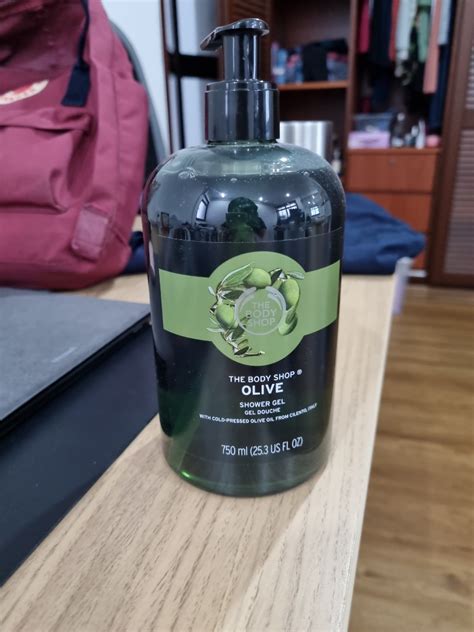 THE
BODY
SHOP
THE BODY SHOP ®
OLIVE
SHOWER GEL
GEL DOUCHE
WITH COLD-PRESSED OLIVE OIL FROM CILENTO, ITALY
750 ml (25.3 US FL OZ)